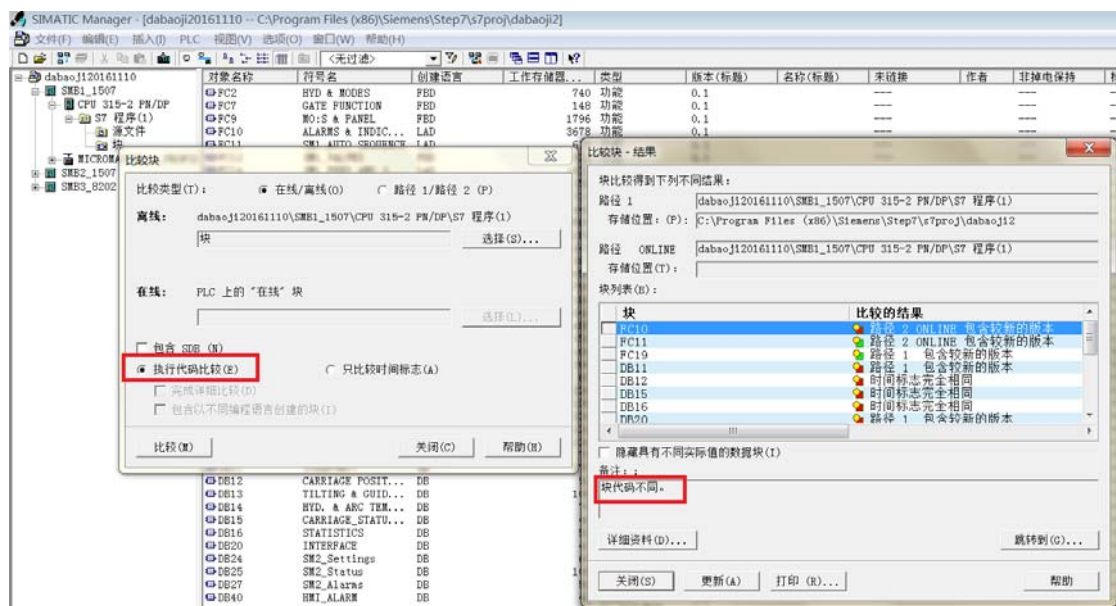 SIMATIC Manager - [dabaoji20161110 -- C:\Program Files (x86)\Siemens\Step7\s7proj\dabaoji2]
文件(F) 编辑(E) 插入(I) PLC 视图(V) 选项(O) 窗口(W) 帮助(H)
<无过滤>
dabaoji20161110
SMB1_1507
CPU 315-2 PN/DP
S7 程序(1)
源文件
块
SMB2_1507
SMB3_8202
对象名称 符号名 创建语言 工作存储器... 类型 版本(标题) 名称(标题) 未链接 作者 非掉电保持
FC2 HYD & MODES FBD 740 功能 0.1 ---
FC7 GATE FUNCTION FBD 148 功能 0.1 ---
FC9 MO:S & PANEL FBD 1796 功能 0.1 ---
FC10 ALARMS & INDIC... LAD 3678 功能 0.1 ---
FC11 SM1 AUTO SEQUENCE LAD
比较块
比较类型(T): 在线/离线(O) 路径 1/路径 2 (P)
离线: dabaoji20161110\SMB1_1507\CPU 315-2 PN/DP\S7 程序(1)
块 选择(S)...
在线: PLC 上的 "在线" 块
选择(L)...
包含 SDB (N)
执行代码比较(E) 只比较时间标志(A)
完成详细比较(D)
包含以不同编程语言创建的块(I)
比较(M) 关闭(C) 帮助(H)
DB12 CARRIAGE POSIT... DB
DB13 TILTING & GUID... DB
DB14 HYD. & ARC TEM... DB
DB15 CARRIAGE_STATU... DB
DB16 STATISTICS DB
DB20 INTERFACE DB
DB24 SM2_Settings DB
DB25 SM2_Status DB
DB27 SM2_Alarms DB
DB40 HMI_ALARM DB
比较块 - 结果
块比较得到下列不同结果:
路径 1 dabaoji20161110\SMB1_1507\CPU 315-2 PN/DP\S7 程序(1)
存储位置: (P): C:\Program Files (x86)\Siemens\Step7\s7proj\dabaoji2
路径 ONLINE dabaoji20161110\SMB1_1507\CPU 315-2 PN/DP\S7 程序(1)
存储位置(T):
块列表(B):
块 比较的结果
FC10 路径 2 ONLINE 包含较新的版本
FC11 路径 2 ONLINE 包含较新的版本
FC19 路径 1 包含较新的版本
DB11 路径 1 包含较新的版本
DB12 时间标志完全相同
DB15 时间标志完全相同
DB16 时间标志完全相同
DB20 路径 1 包含较新的版本
隐藏具有不同实际值的数据块(I)
备注: :
块代码不同。
详细资料(D)... 跳转到(G)...
关闭(S) 更新(A) 打印 (R)... 帮助